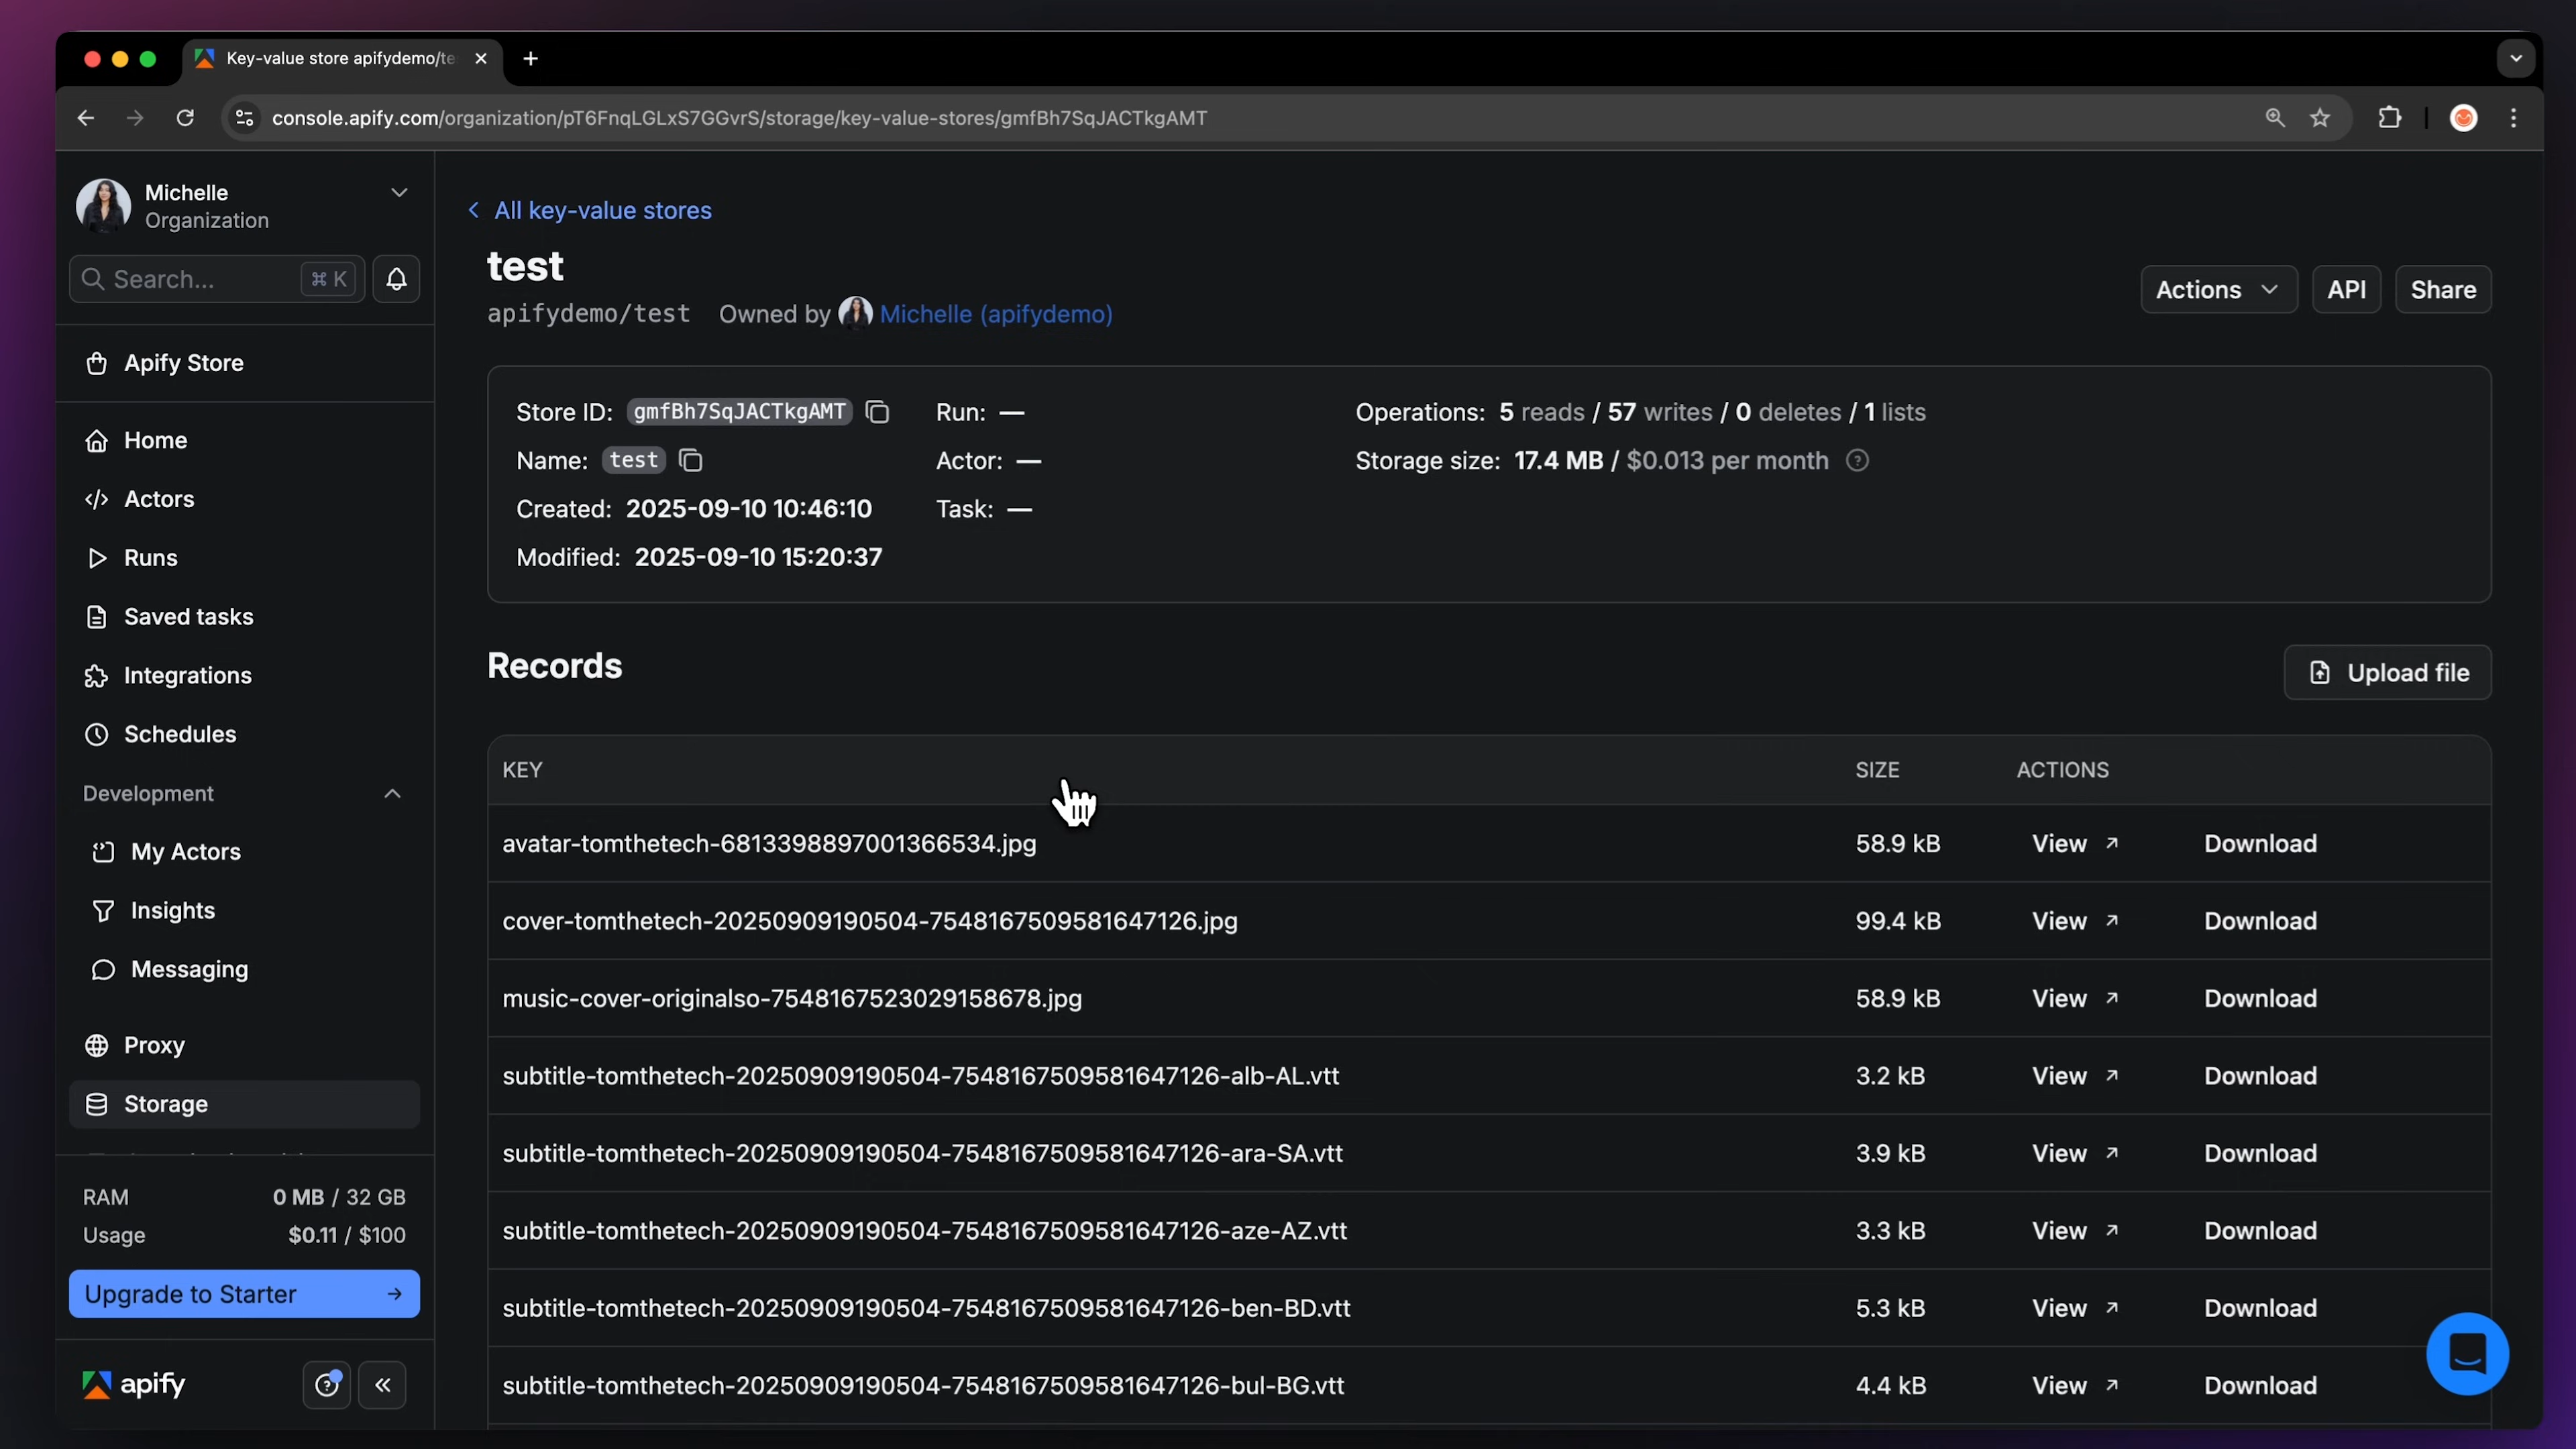 Key-value store apifydemo/te
console.apify.com/organization/pT6FnqLGLxS7GGvrS/storage/key-value-stores/gmfBh7SqJACTkgAMT
Michelle
Organization
Search... ⌘ K
Apify Store
Home
Actors
Runs
Saved tasks
Integrations
Schedules
Development
My Actors
Insights
Messaging
Proxy
Storage
RAM 0 MB / 32 GB
Usage $0.11 / $100
Upgrade to Starter →
apify
All key-value stores
test
apifydemo/test Owned by Michelle (apifydemo)
Actions API Share
Store ID: gmfBh7SqJACTkgAMT Run: — Operations: 5 reads / 57 writes / 0 deletes / 1 lists
Name: test Actor: — Storage size: 17.4 MB / $0.013 per month
Created: 2025-09-10 10:46:10 Task: —
Modified: 2025-09-10 15:20:37
Records Upload file
KEY SIZE ACTIONS
avatar-tomthetech-6813398897001366534.jpg 58.9 kB View Download
cover-tomthetech-20250909190504-7548167509581647126.jpg 99.4 kB View Download
music-cover-originalso-7548167523029158678.jpg 58.9 kB View Download
subtitle-tomthetech-20250909190504-7548167509581647126-alb-AL.vtt 3.2 kB View Download
subtitle-tomthetech-20250909190504-7548167509581647126-ara-SA.vtt 3.9 kB View Download
subtitle-tomthetech-20250909190504-7548167509581647126-aze-AZ.vtt 3.3 kB View Download
subtitle-tomthetech-20250909190504-7548167509581647126-ben-BD.vtt 5.3 kB View Download
subtitle-tomthetech-20250909190504-7548167509581647126-bul-BG.vtt 4.4 kB View Download